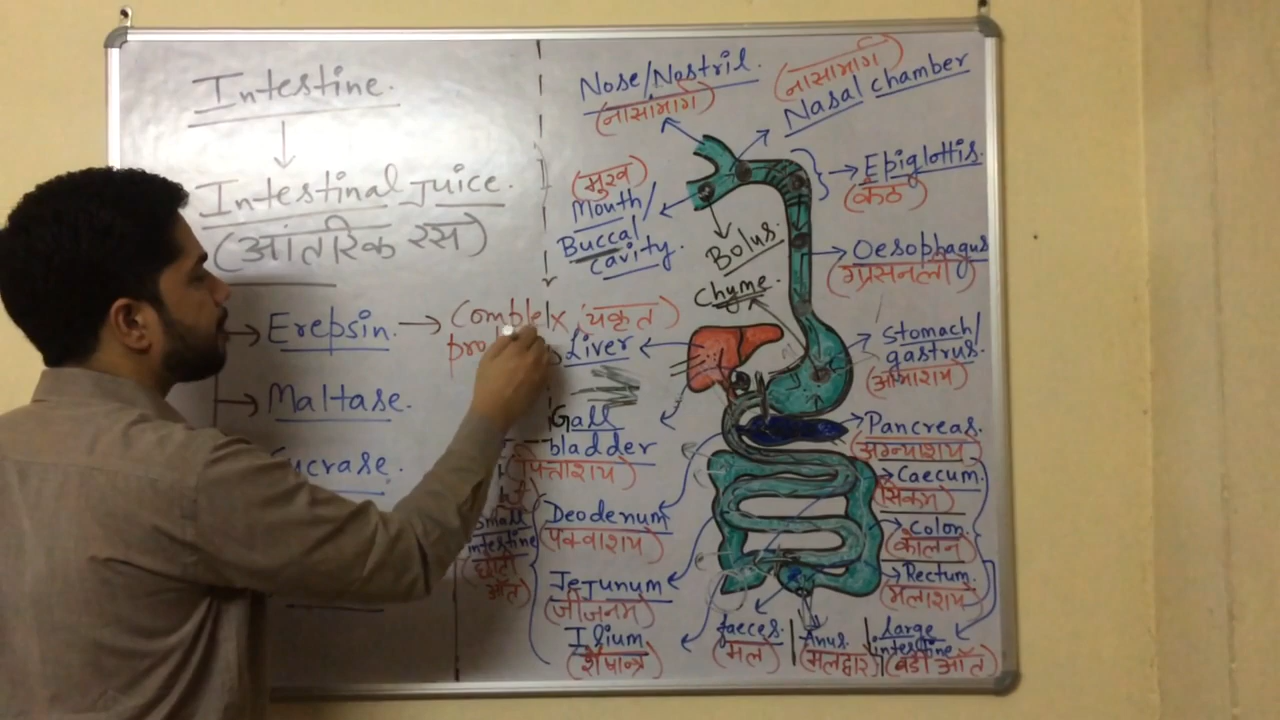 Intestine.
Intestinal Juice.
(आंतरिक रस)
Erepsin.
Complex
pro
Maltase.
ucrase.
Nose/Nostril.
(नासामार्ग)
(नासामार्ग)
Nasal chamber
Epiglottis.
(कंठ)
(मुख)
Mouth/
Buccal
cavity.
Bolus.
Chyme.
Oesophagus
(ग्रसनली)
(यकृत)
Liver
stomach/
gastrus.
(आमाशय)
Gall
bladder
(पित्ताशय)
Pancreas.
(अग्न्याशय)
Caecum.
(सिकम)
Colon.
(कोलन)
Rectum.
(मलाशय)
Small
intestine
(छोटी
आँत)
Deodenum
(पक्वाशय)
Jejunum
(जीजनम)
Ilium
(शेषान्त्र)
faeces.
(मल)
Anus.
(मलद्वार)
large
intestine
(बडी आँत)